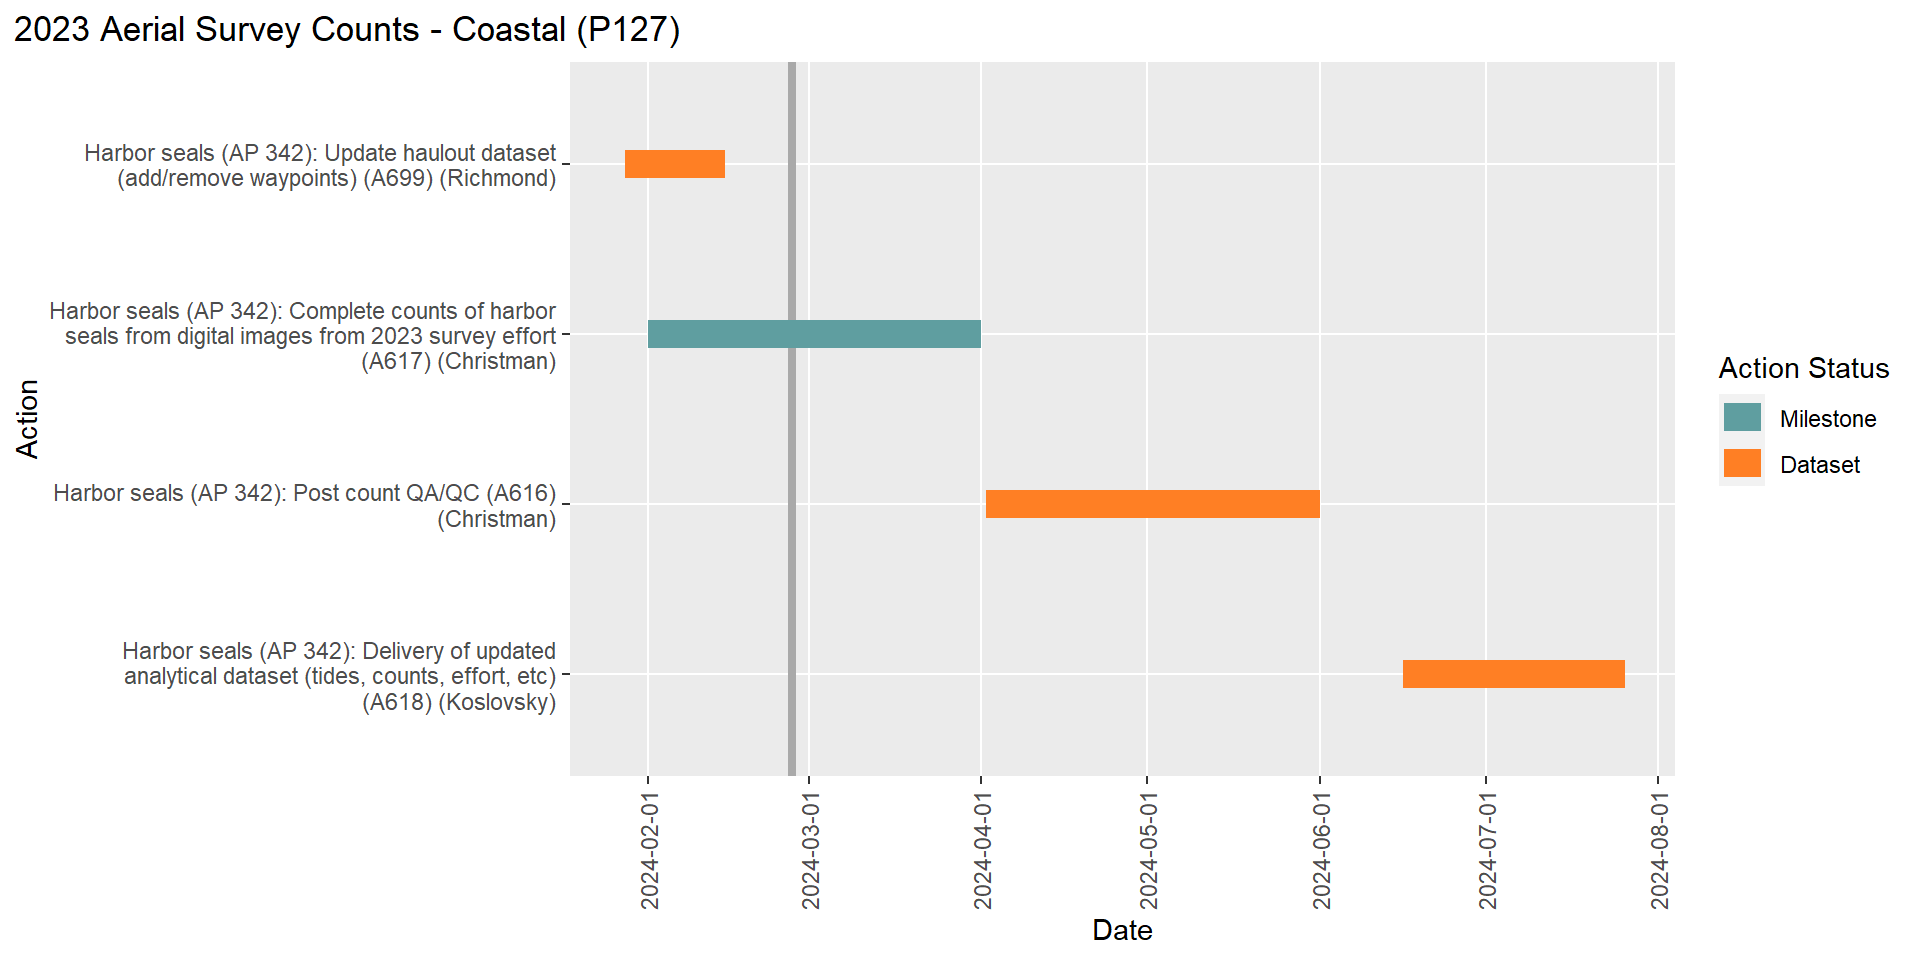 2023 Aerial Survey Counts - Coastal (P127)
Harbor seals (AP 342): Update haulout dataset
(add/remove waypoints) (A699) (Richmond)
Harbor seals (AP 342): Complete counts of harbor
seals from digital images from 2023 survey effort
(A617) (Christman)
Harbor seals (AP 342): Post count QA/QC (A616)
(Christman)
Harbor seals (AP 342): Delivery of updated
analytical dataset (tides, counts, effort, etc)
(A618) (Koslovsky)
Action
2024-02-01
2024-03-01
2024-04-01
2024-05-01
2024-06-01
2024-07-01
2024-08-01
Date
Action Status
Milestone
Dataset